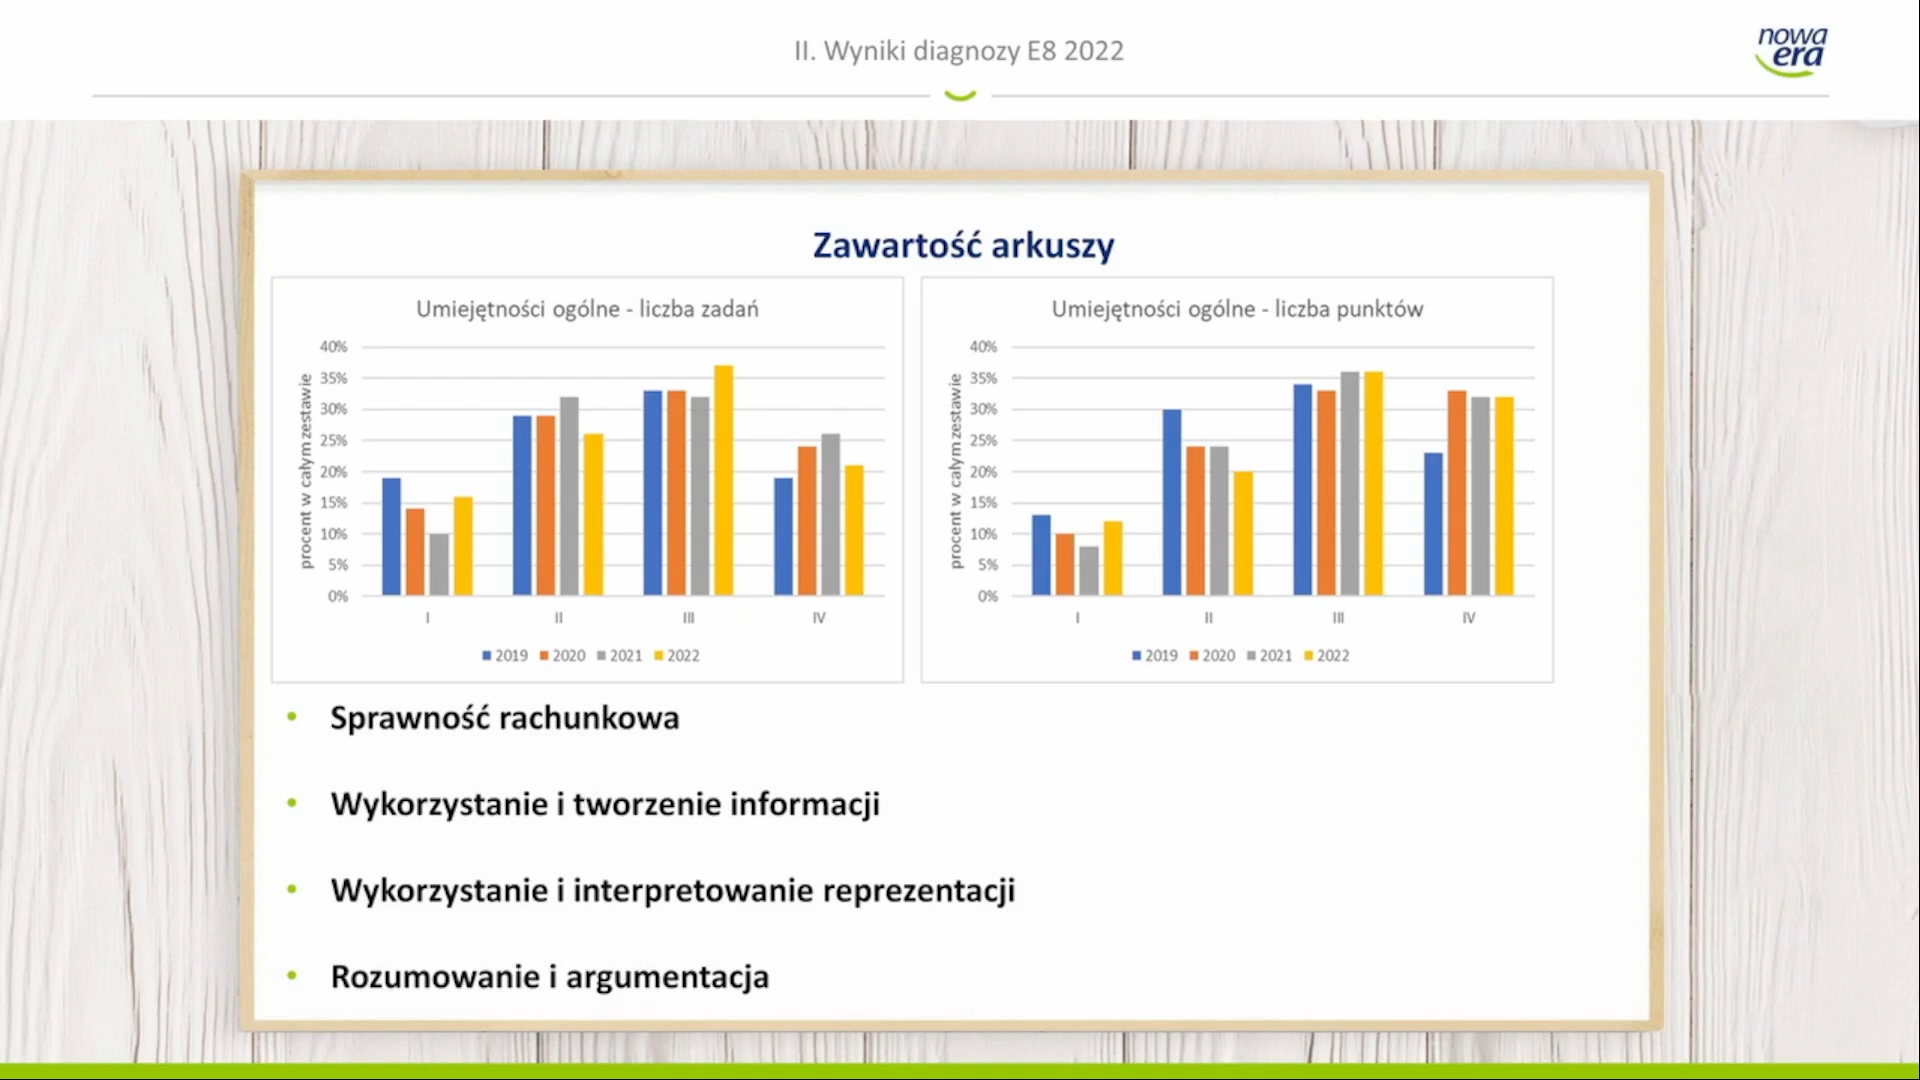 II. Wyniki diagnozy E8 2022
nowa
era
Zawartość arkuszy
Umiejętności ogólne - liczba zadań
procent w całym zestawie
40%
35%
30%
25%
20%
15%
10%
5%
0%
I II III IV
2019 2020 2021 2022
Umiejętności ogólne - liczba punktów
procent w całym zestawie
40%
35%
30%
25%
20%
15%
10%
5%
0%
I II III IV
2019 2020 2021 2022
• Sprawność rachunkowa
• Wykorzystanie i tworzenie informacji
• Wykorzystanie i interpretowanie reprezentacji
• Rozumowanie i argumentacja